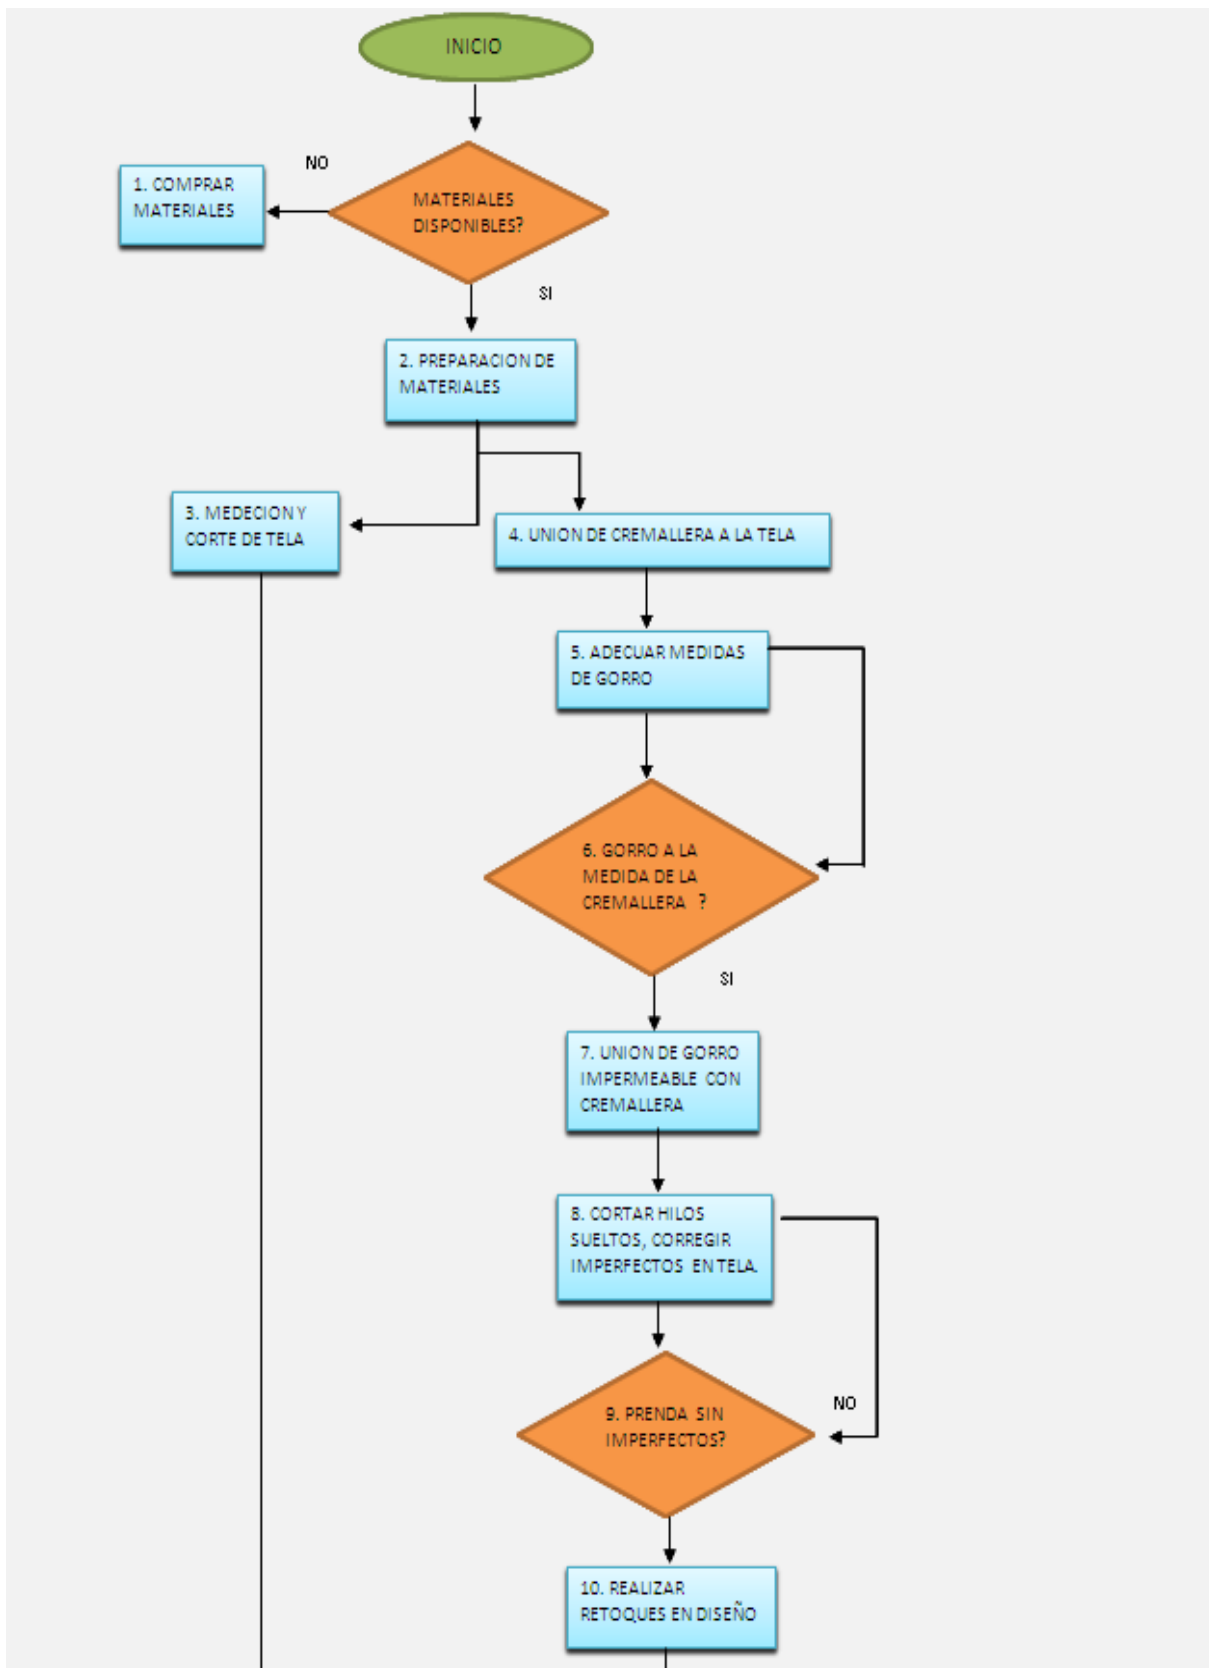 INICIO
NO
1. COMPRAR
MATERIALES
MATERIALES
DISPONIBLES?
SI
2. PREPARACION DE
MATERIALES
3. MEDECION Y
CORTE DE TELA
4. UNION DE CREMALLERA A LA TELA
5. ADECUAR MEDIDAS
DE GORRO
6. GORRO A LA
MEDIDA DE LA
CREMALLERA ?
SI
7. UNION DE GORRO
IMPERMEABLE CON
CREMALLERA
8. CORTAR HILOS
SUELTOS, CORREGIR
IMPERFECTOS EN TELA.
NO
9. PRENDA SIN
IMPERFECTOS?
10. REALIZAR
RETOQUES EN DISEÑO